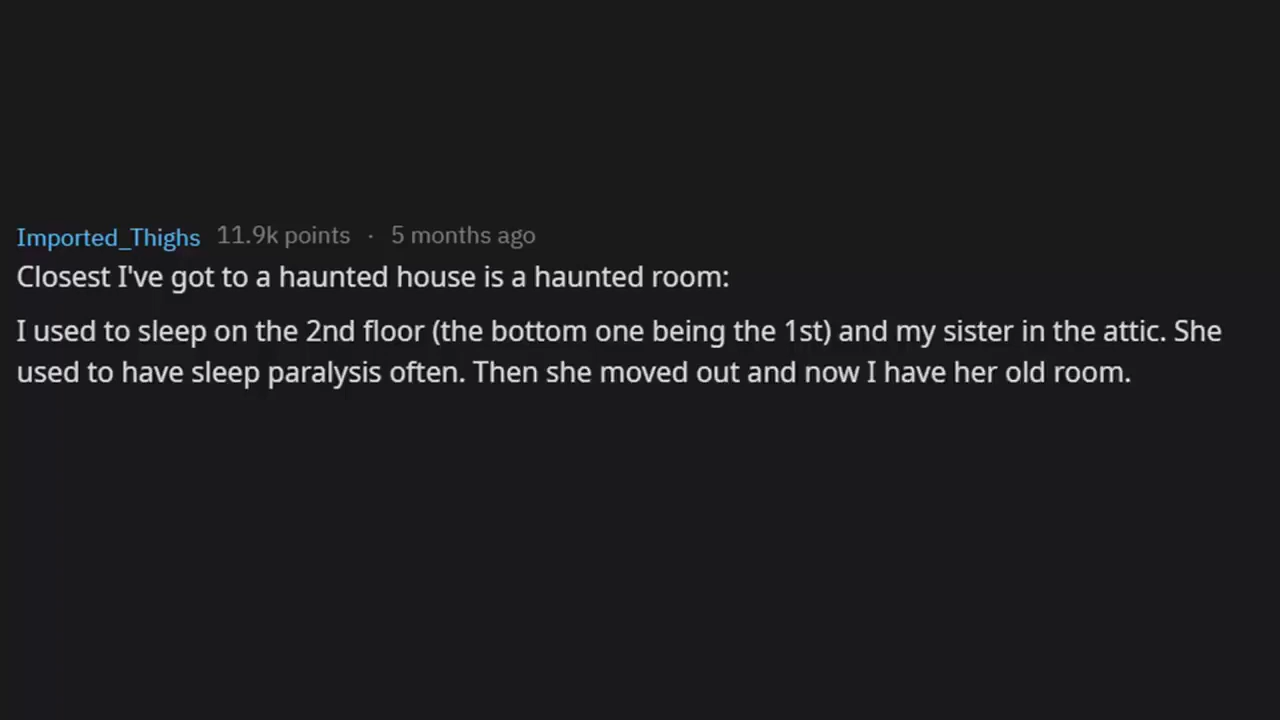 Imported_Thighs 11.9k points · 5 months ago
Closest I've got to a haunted house is a haunted room:
I used to sleep on the 2nd floor (the bottom one being the 1st) and my sister in the attic. She
used to have sleep paralysis often. Then she moved out and now I have her old room.